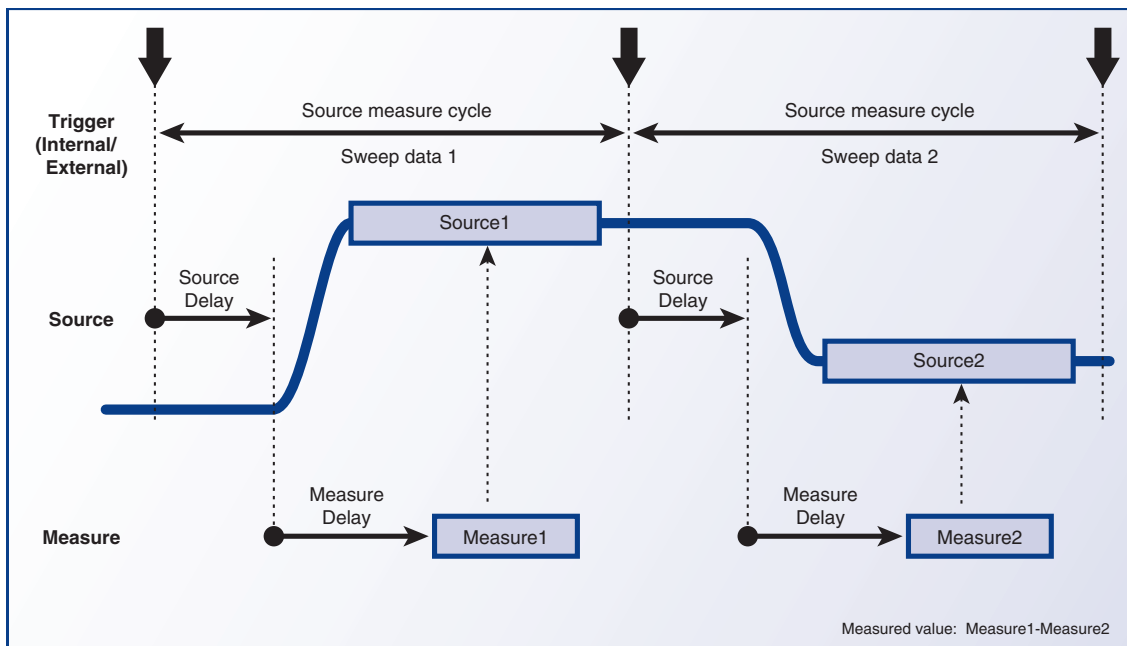 Trigger
(Internal/
External)
Source measure cycle
Sweep data 1
Source measure cycle
Sweep data 2
Source1
Source
Source
Delay
Source
Delay
Source2
Measure
Measure
Delay
Measure1
Measure
Delay
Measure2
Measured value: Measure1-Measure2